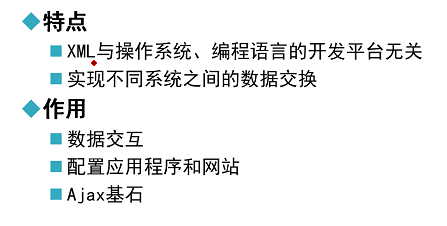 特点
XML与操作系统、编程语言的开发平台无关
实现不同系统之间的数据交换
作用
数据交互
配置应用程序和网站
Ajax基石